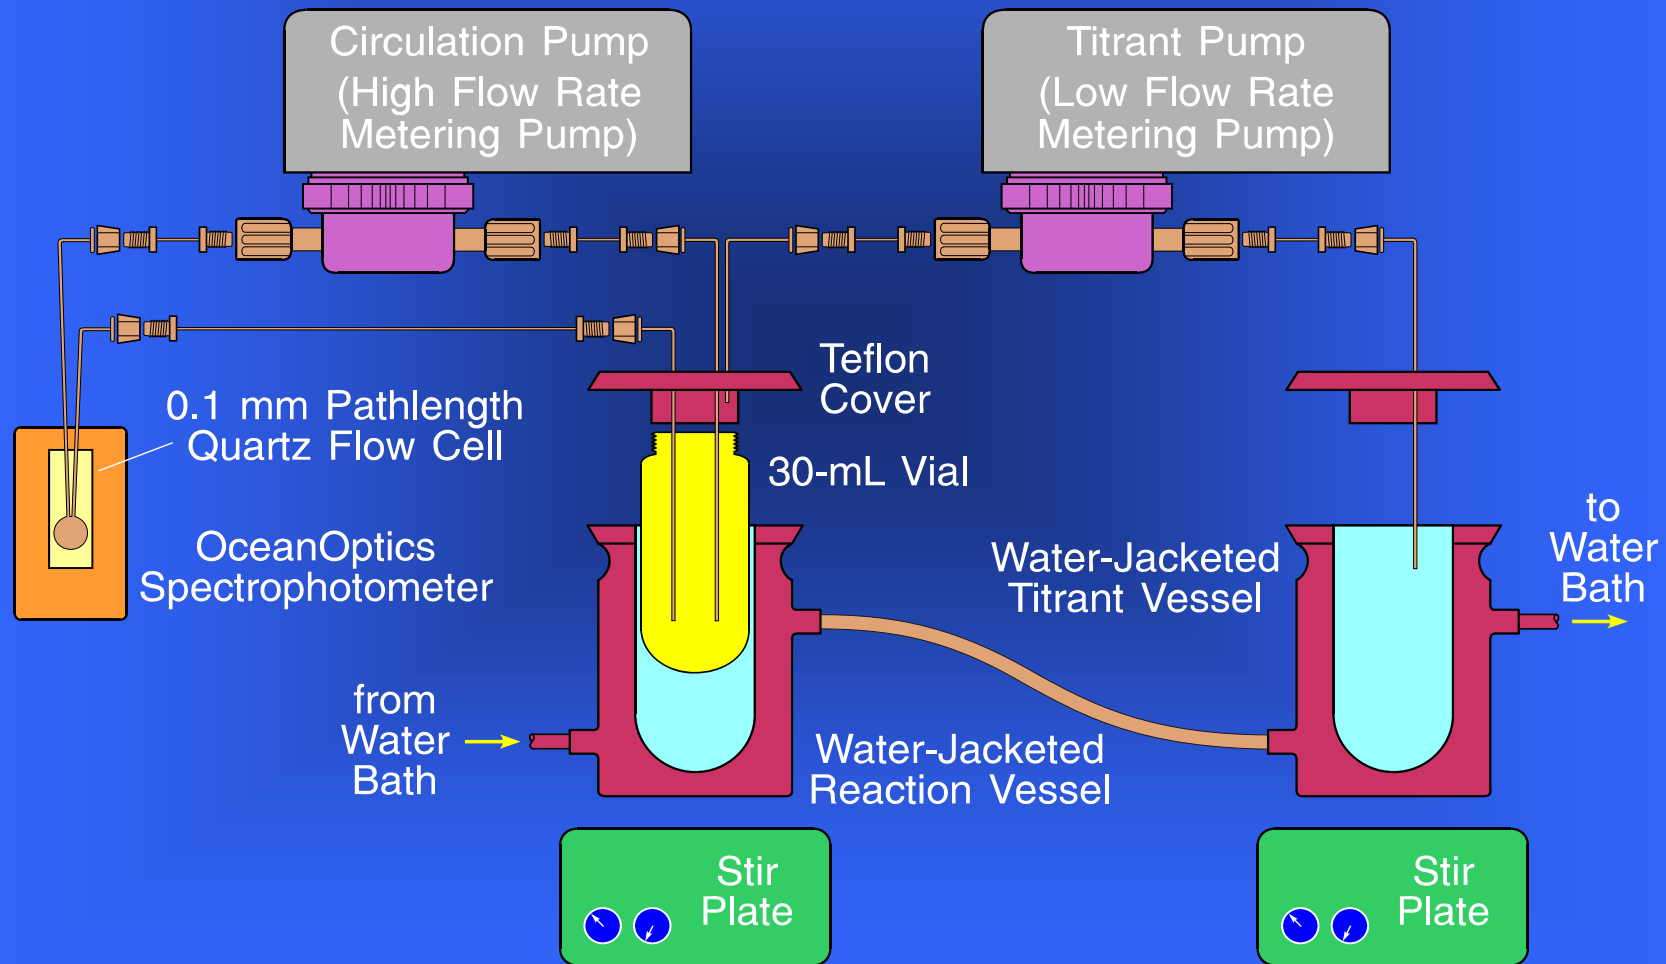 Circulation Pump
(High Flow Rate
Metering Pump)
Titrant Pump
(Low Flow Rate
Metering Pump)
Teflon
Cover
0.1 mm Pathlength
Quartz Flow Cell
30-mL Vial
OceanOptics
Spectrophotometer
Water-Jacketed
Titrant Vessel
to
Water
Bath
from
Water
Bath
Water-Jacketed
Reaction Vessel
Stir
Plate
Stir
Plate